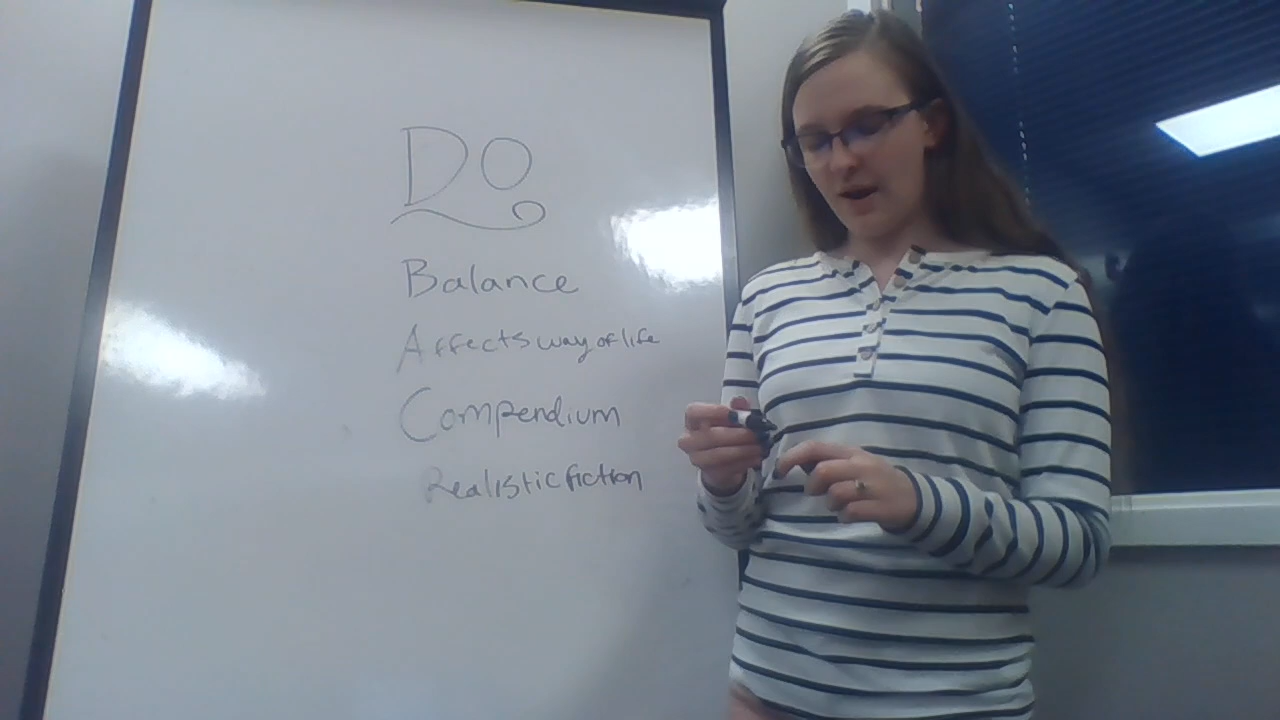 DO
Balance
Affects way of life
Compendium
Realistic fiction